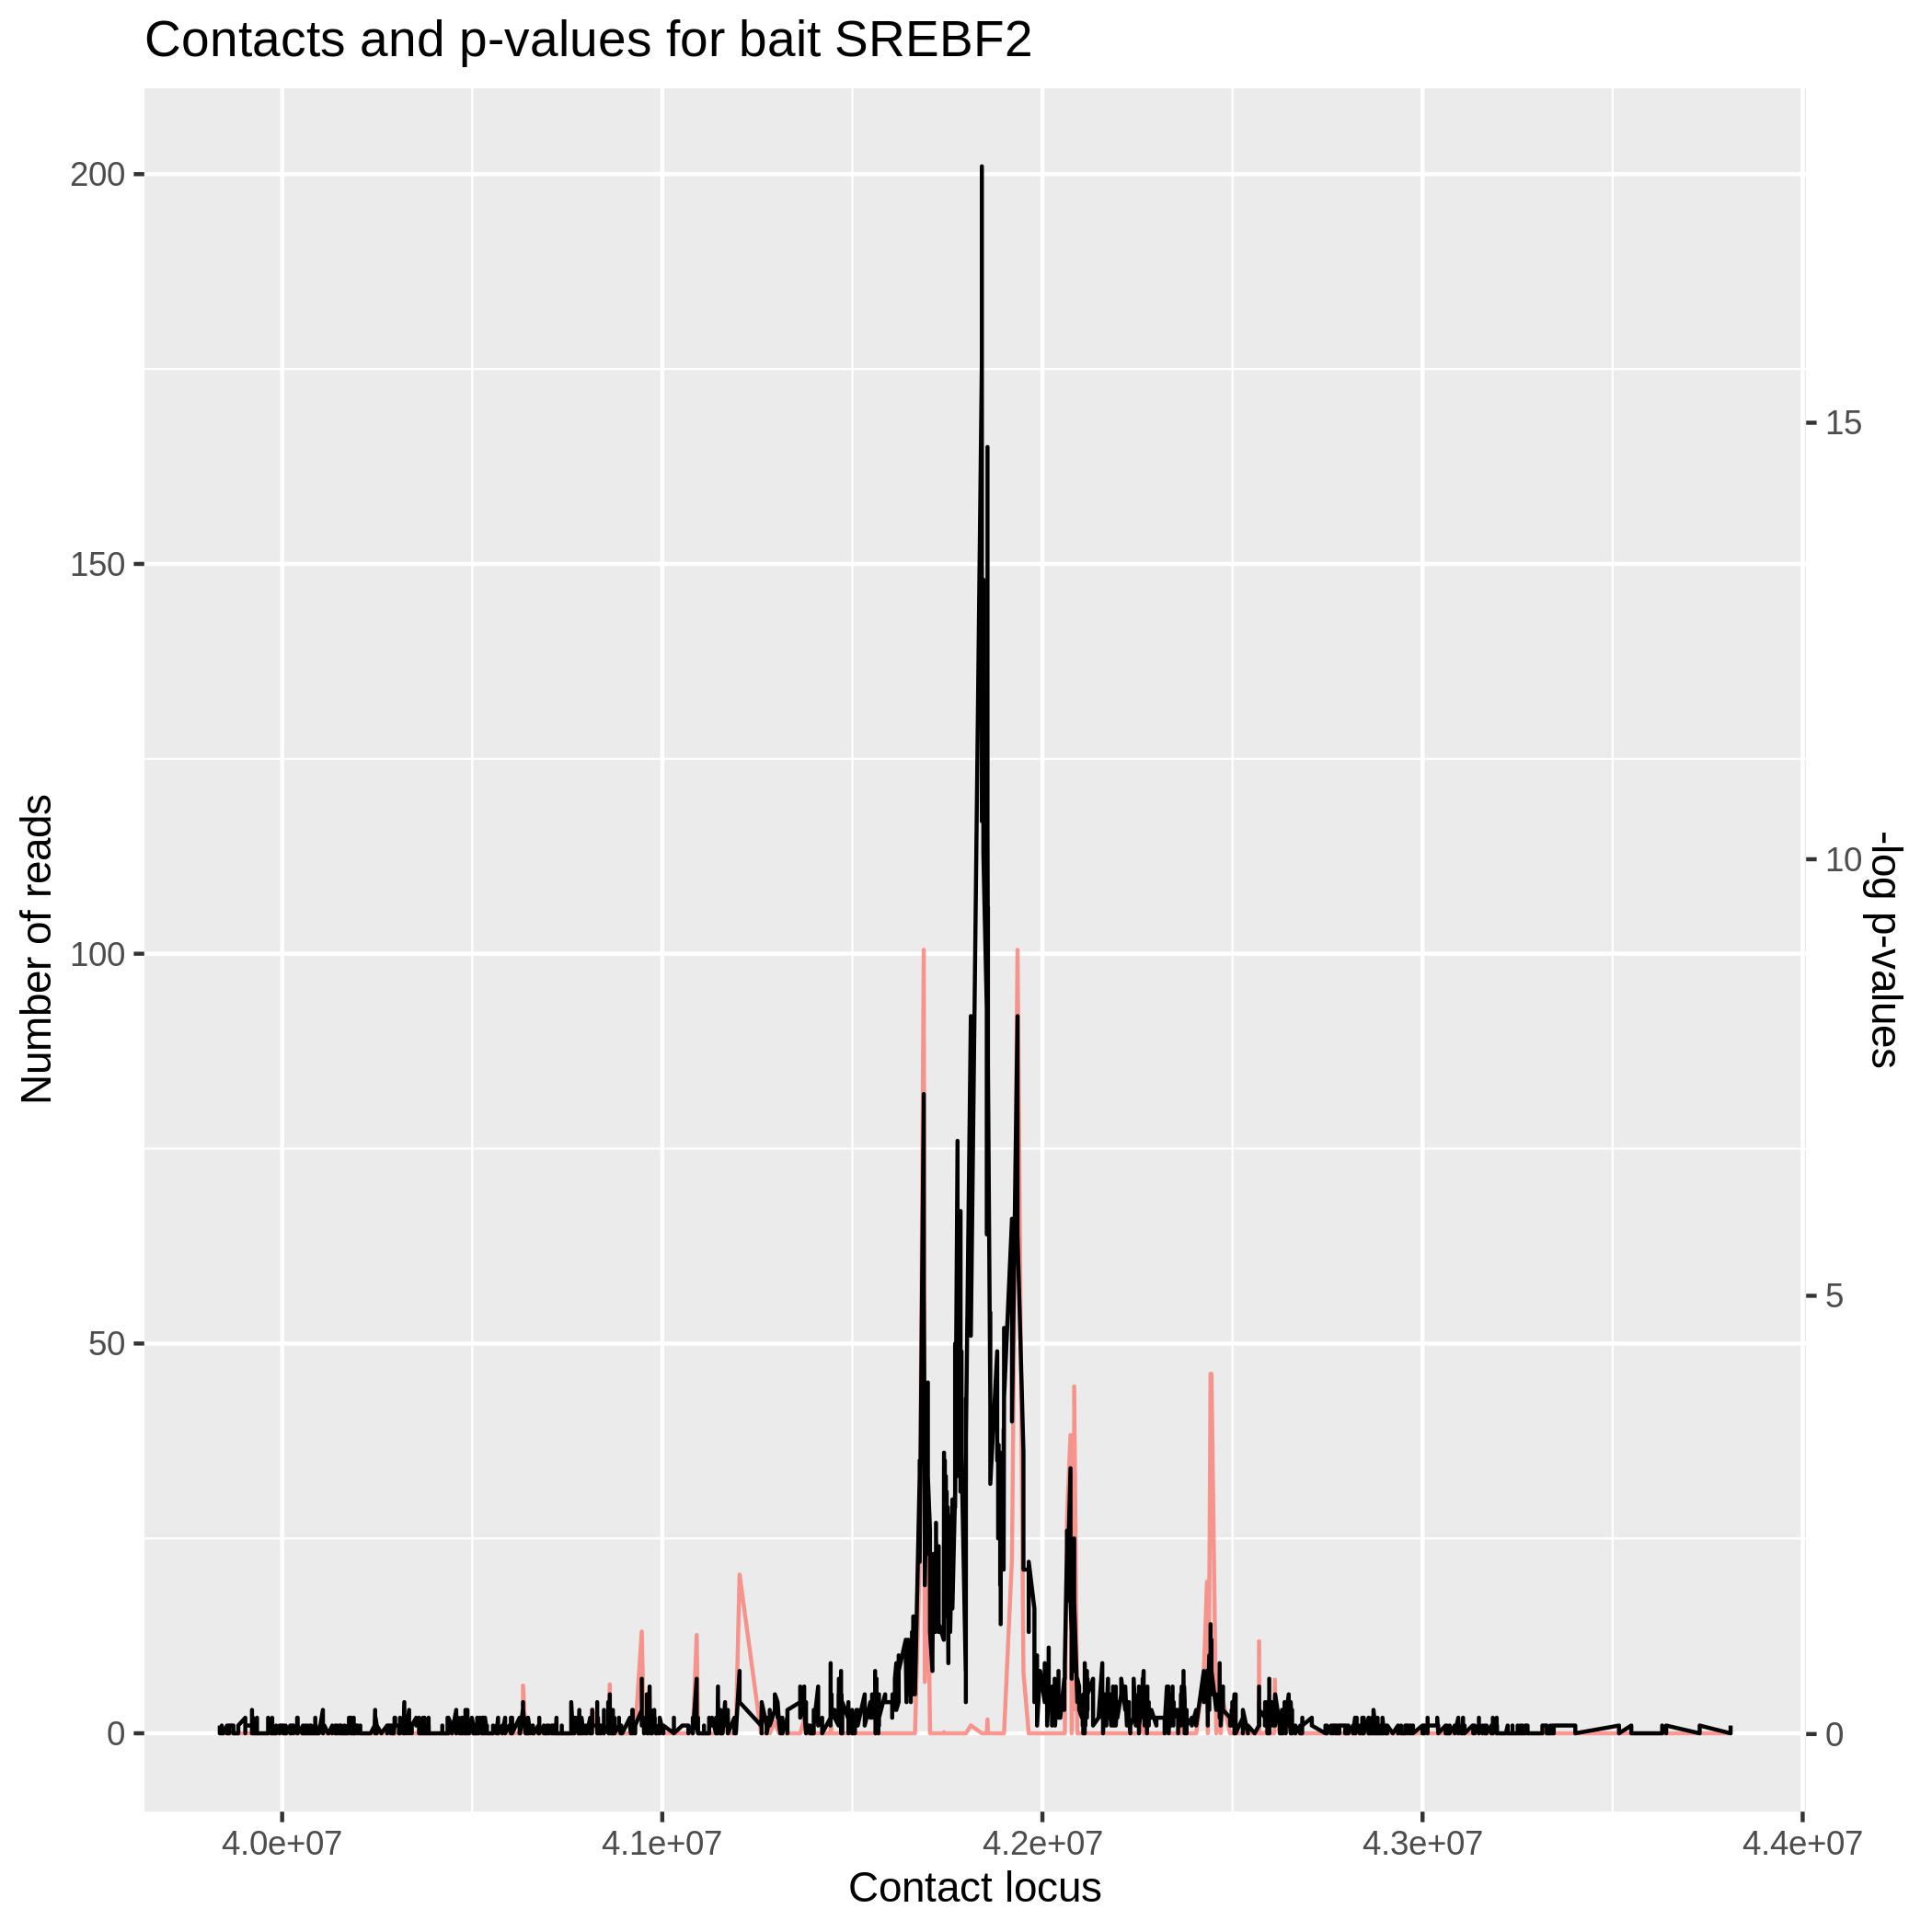 Contacts and p-values for bait SREBF2
200
150
100
50
0
Number of reads
15
10
5
0
-log p-values
4.0e+07
4.1e+07
4.2e+07
4.3e+07
4.4e+07
Contact locus